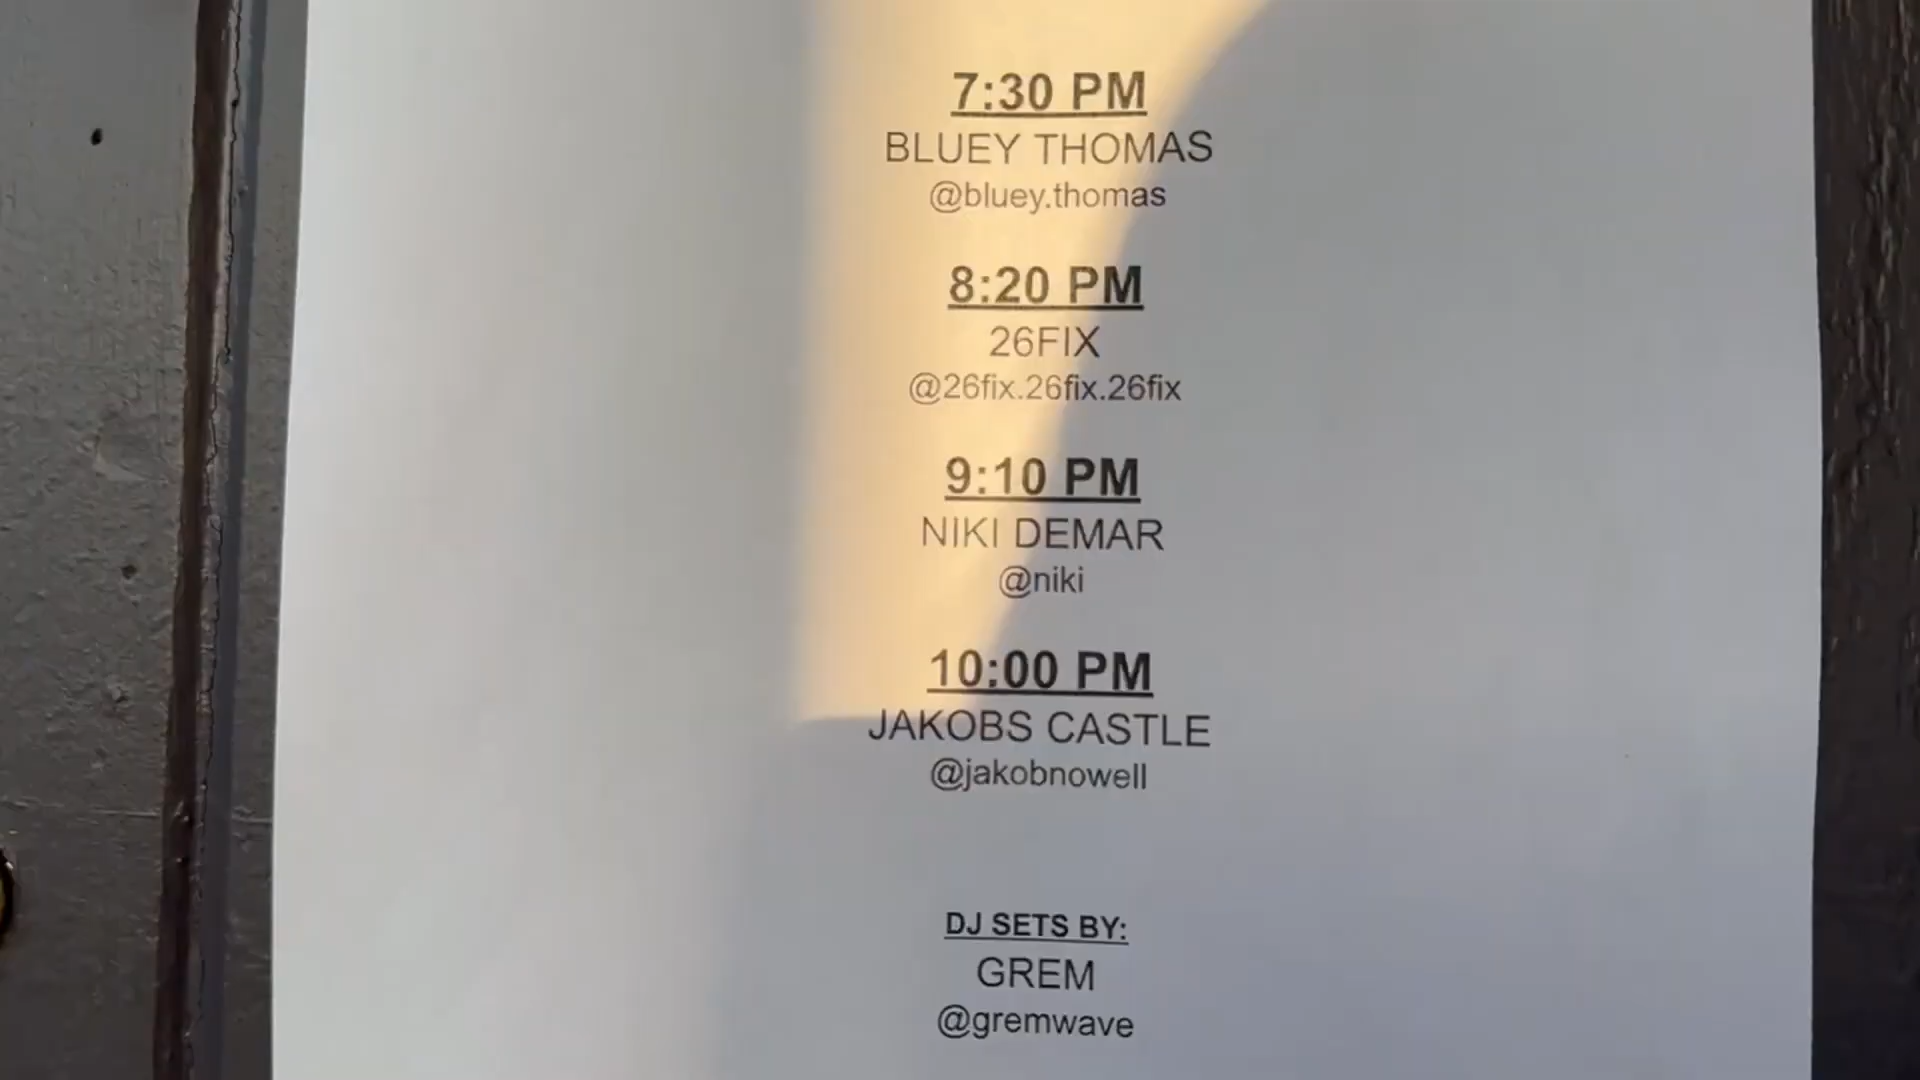 7:30 PM
BLUEY THOMAS
@bluey.thomas
8:20 PM
26FIX
@26fix.26fix.26fix
9:10 PM
NIKI DEMAR
@niki
10:00 PM
JAKOBS CASTLE
@jakobnowell
DJ SETS BY:
GREM
@gremwave